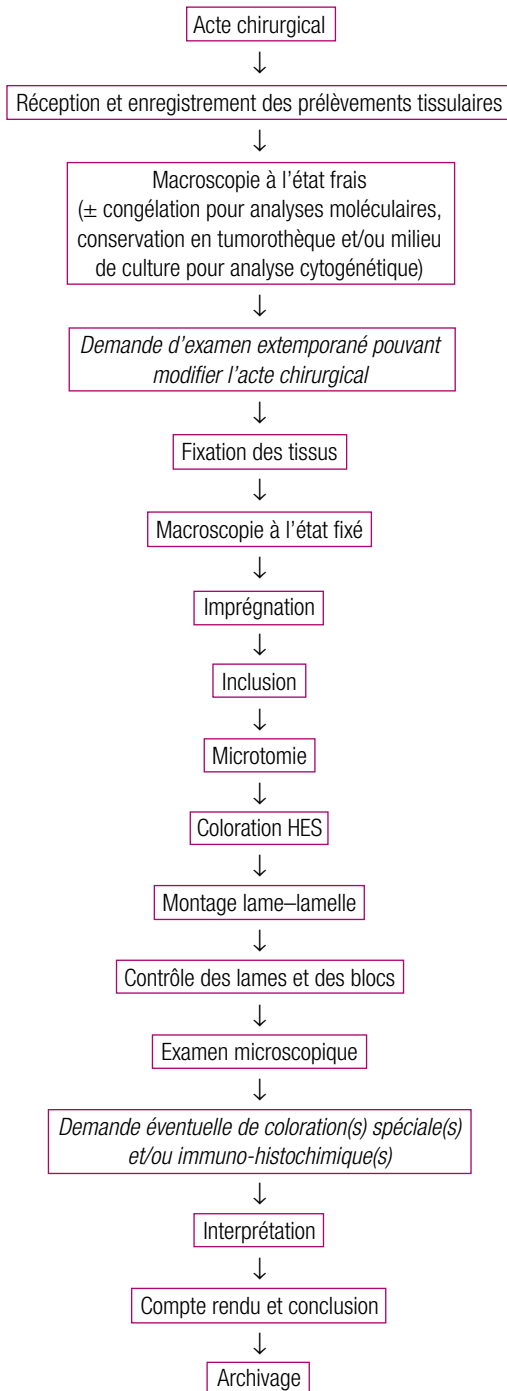 Acte chirurgical
↓
Réception et enregistrement des prélèvements tissulaires
↓
Macroscopie à l'état frais
(± congélation pour analyses moléculaires,
conservation en tumorothèque et/ou milieu
de culture pour analyse cytogénétique)
↓
Demande d'examen extemporané pouvant
modifier l'acte chirurgical
↓
Fixation des tissus
↓
Macroscopie à l'état fixé
↓
Imprégnation
↓
Inclusion
↓
Microtomie
↓
Coloration HES
↓
Montage lame–lamelle
↓
Contrôle des lames et des blocs
↓
Examen microscopique
↓
Demande éventuelle de coloration(s) spéciale(s)
et/ou immuno-histochimique(s)
↓
Interprétation
↓
Compte rendu et conclusion
↓
Archivage